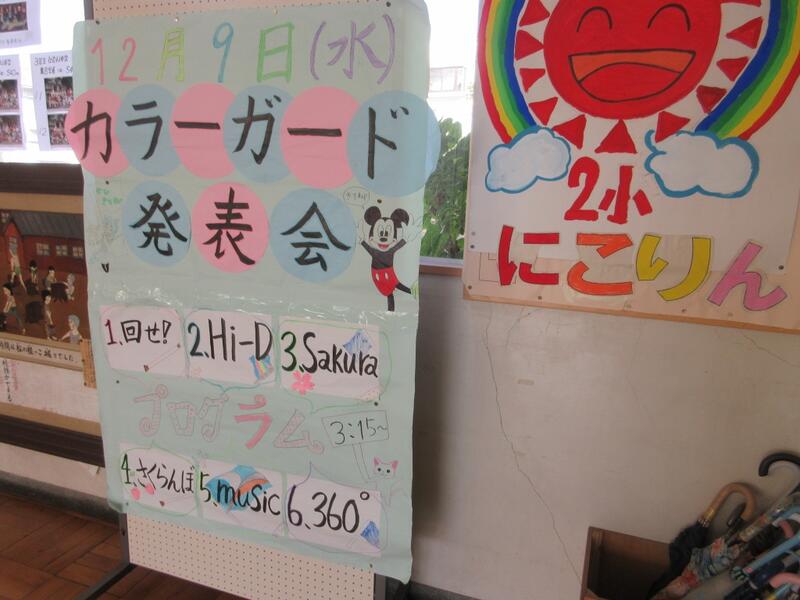 12月9日(水)
カラーガード
発表会
1.回せ!
2.Hi-D
3.Sakura
プログラム
3:15~
4.さくらんぼ
5.music
6.360°
2小
にこりん